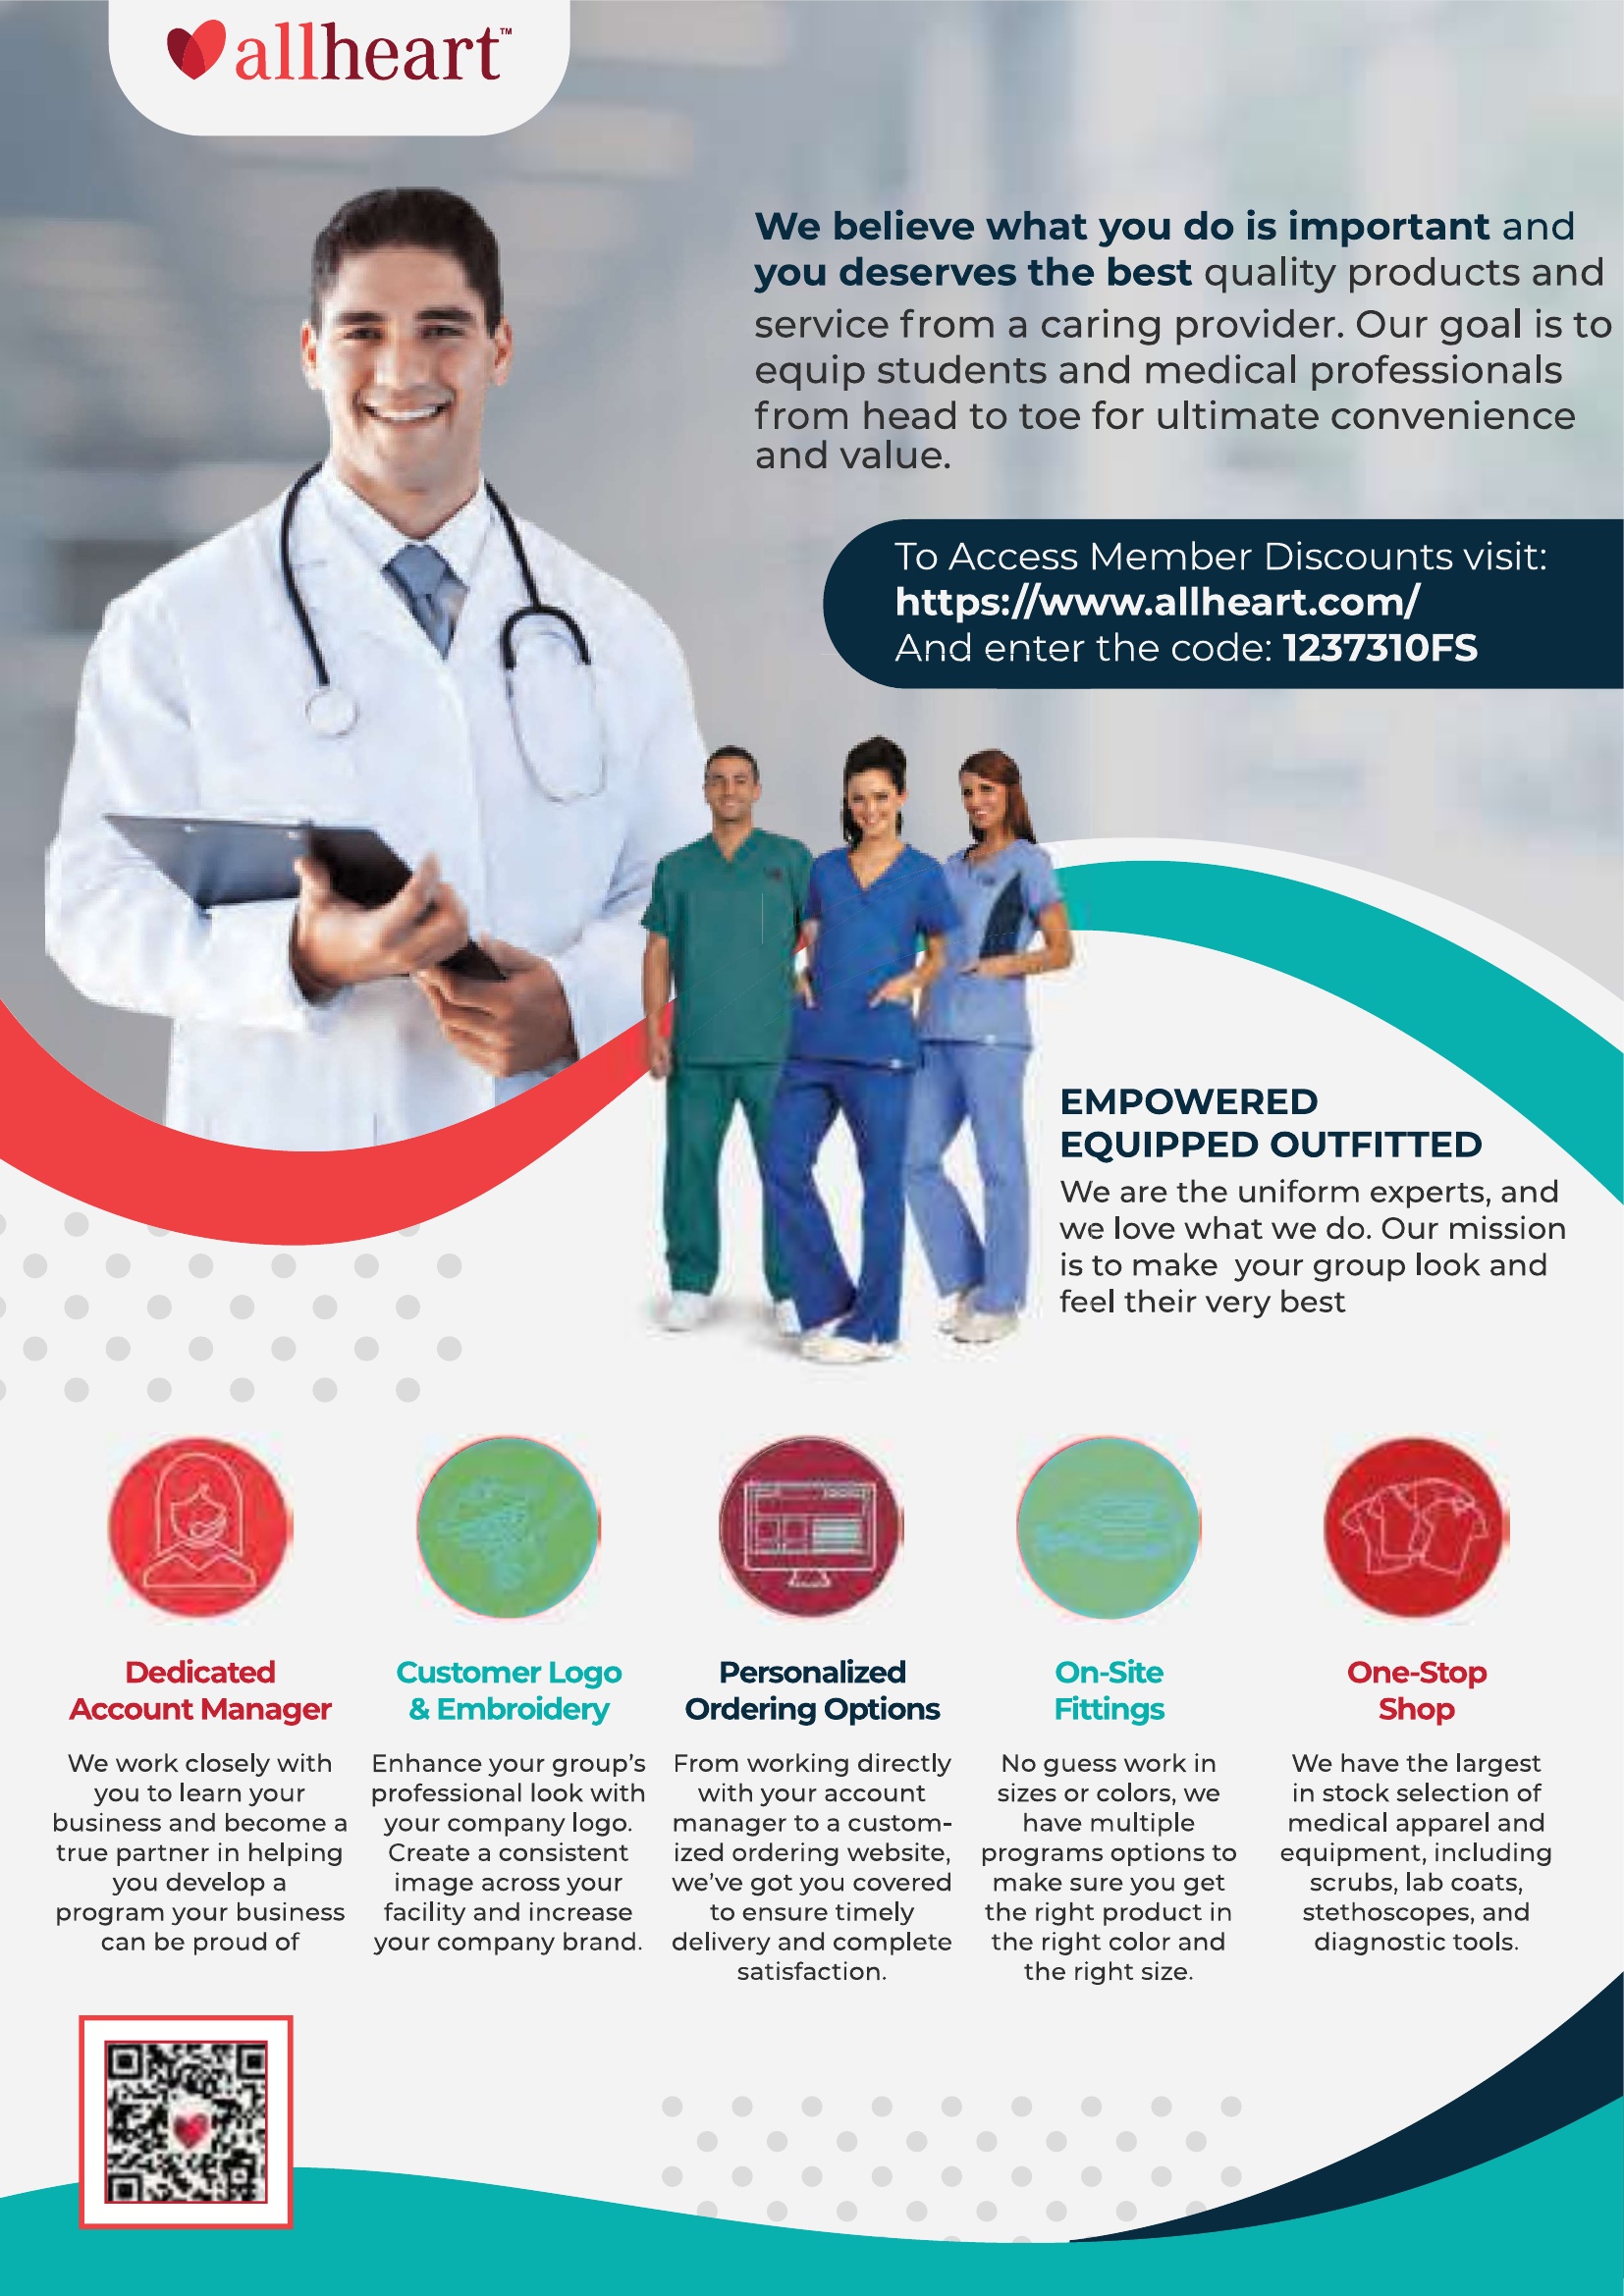 allheart™
We believe what you do is important and
you deserves the best quality products and
service from a caring provider. Our goal is to
equip students and medical professionals
from head to toe for ultimate convenience
and value.
To Access Member Discounts visit:
https://www.allheart.com/
And enter the code: 1237310FS
EMPOWERED
EQUIPPED OUTFITTED
We are the uniform experts, and
we love what we do. Our mission
is to make  your group look and
feel their very best
Dedicated
Account Manager
We work closely with
you to learn your
business and become a
true partner in helping
you develop a
program your business
can be proud of
Customer Logo
& Embroidery
Enhance your group's
professional look with
your company logo.
Create a consistent
image across your
facility and increase
your company brand.
Personalized
Ordering Options
From working directly
with your account
manager to a custom-
ized ordering website,
we've got you covered
to ensure timely
delivery and complete
satisfaction.
On-Site
Fittings
No guess work in
sizes or colors, we
have multiple
programs options to
make sure you get
the right product in
the right color and
the right size.
One-Stop
Shop
We have the largest
in stock selection of
medical apparel and
equipment, including
scrubs, lab coats,
stethoscopes, and
diagnostic tools.